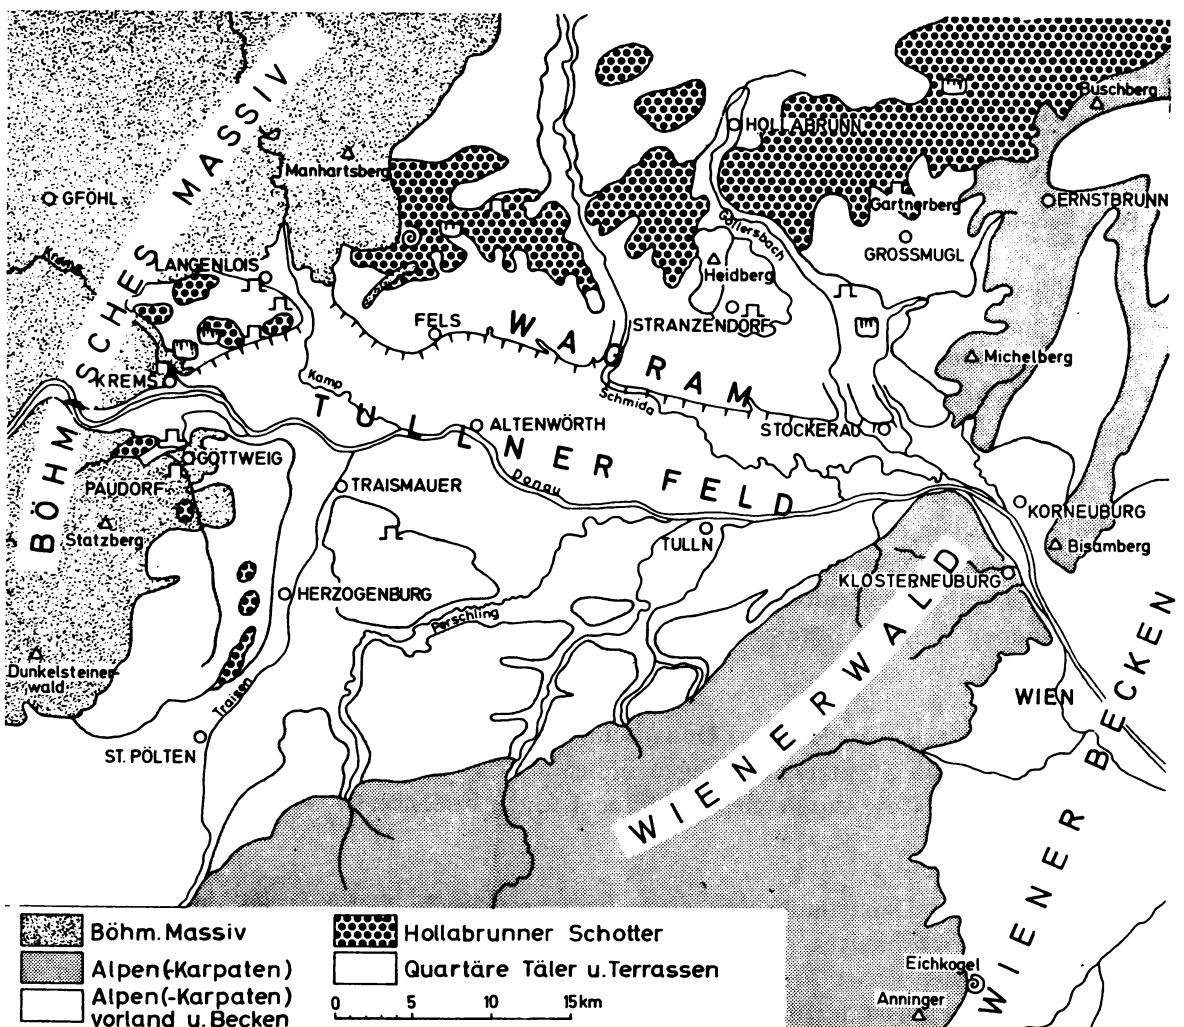 BÖHMISCHES MASSIV
Buschberg
HOLLABRUNN
Manhartsberg
GFÖHL
Gartnerberg
ERNSTBRUNN
Göllersbach
Krems
GROSSMUGL
LANGENLOIS
Heidberg
FELS
STRANZENDORF
WAGRAM
Michelberg
KREMS
Kamp
Schmida
TULLNER FELD
ALTENWÖRTH
STOCKERAU
GÖTTWEIG
PAUDORF
TRAISMAUER
Donau
KORNEUBURG
Statzberg
TULLN
Bisamberg
KLOSTERNEUBURG
HERZOGENBURG
Perschling
WIENERWALD
Dunkelsteiner-
wald
Traisen
WIEN
ST. PÖLTEN
WIENER BECKEN
Böhm. Massiv
Hollabrunner Schotter
Alpen(-Karpaten)
Quartäre Täler u. Terrassen
Alpen(-Karpaten)
vorland u. Becken
0 5 10 15km
Eichkogel
Anninger